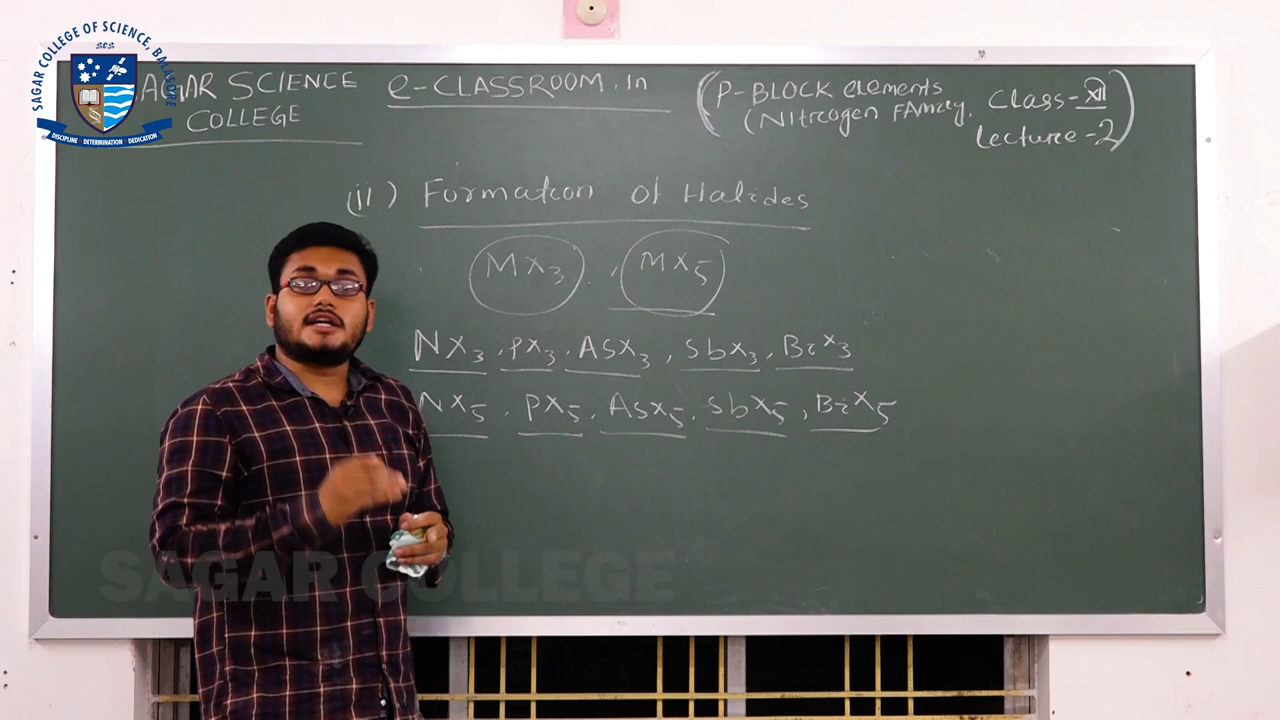 SAGAR COLLEGE OF SCIENCE, BALASORE
SCS
DISCIPLINE DETERMINATION DEDICATION
AGAR SCIENCE
COLLEGE
e-CLASSROOM.In
(P-BLOCK elements
(Nitrogen FAMily,
Class-XII
Lecture-2)
(ii) Formation of Halides
MX₃, MX₅
NX₃, PX₃, ASX₃, SbX₃, BiX₃
NX₅, PX₅, ASX₅, SbX₅, BiX₅
SAGAR COLLEGE